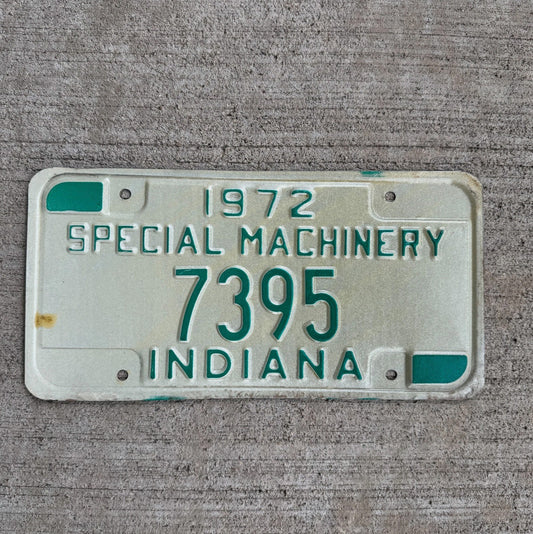 1972
SPECIAL MACHINERY
7395
INDIANA